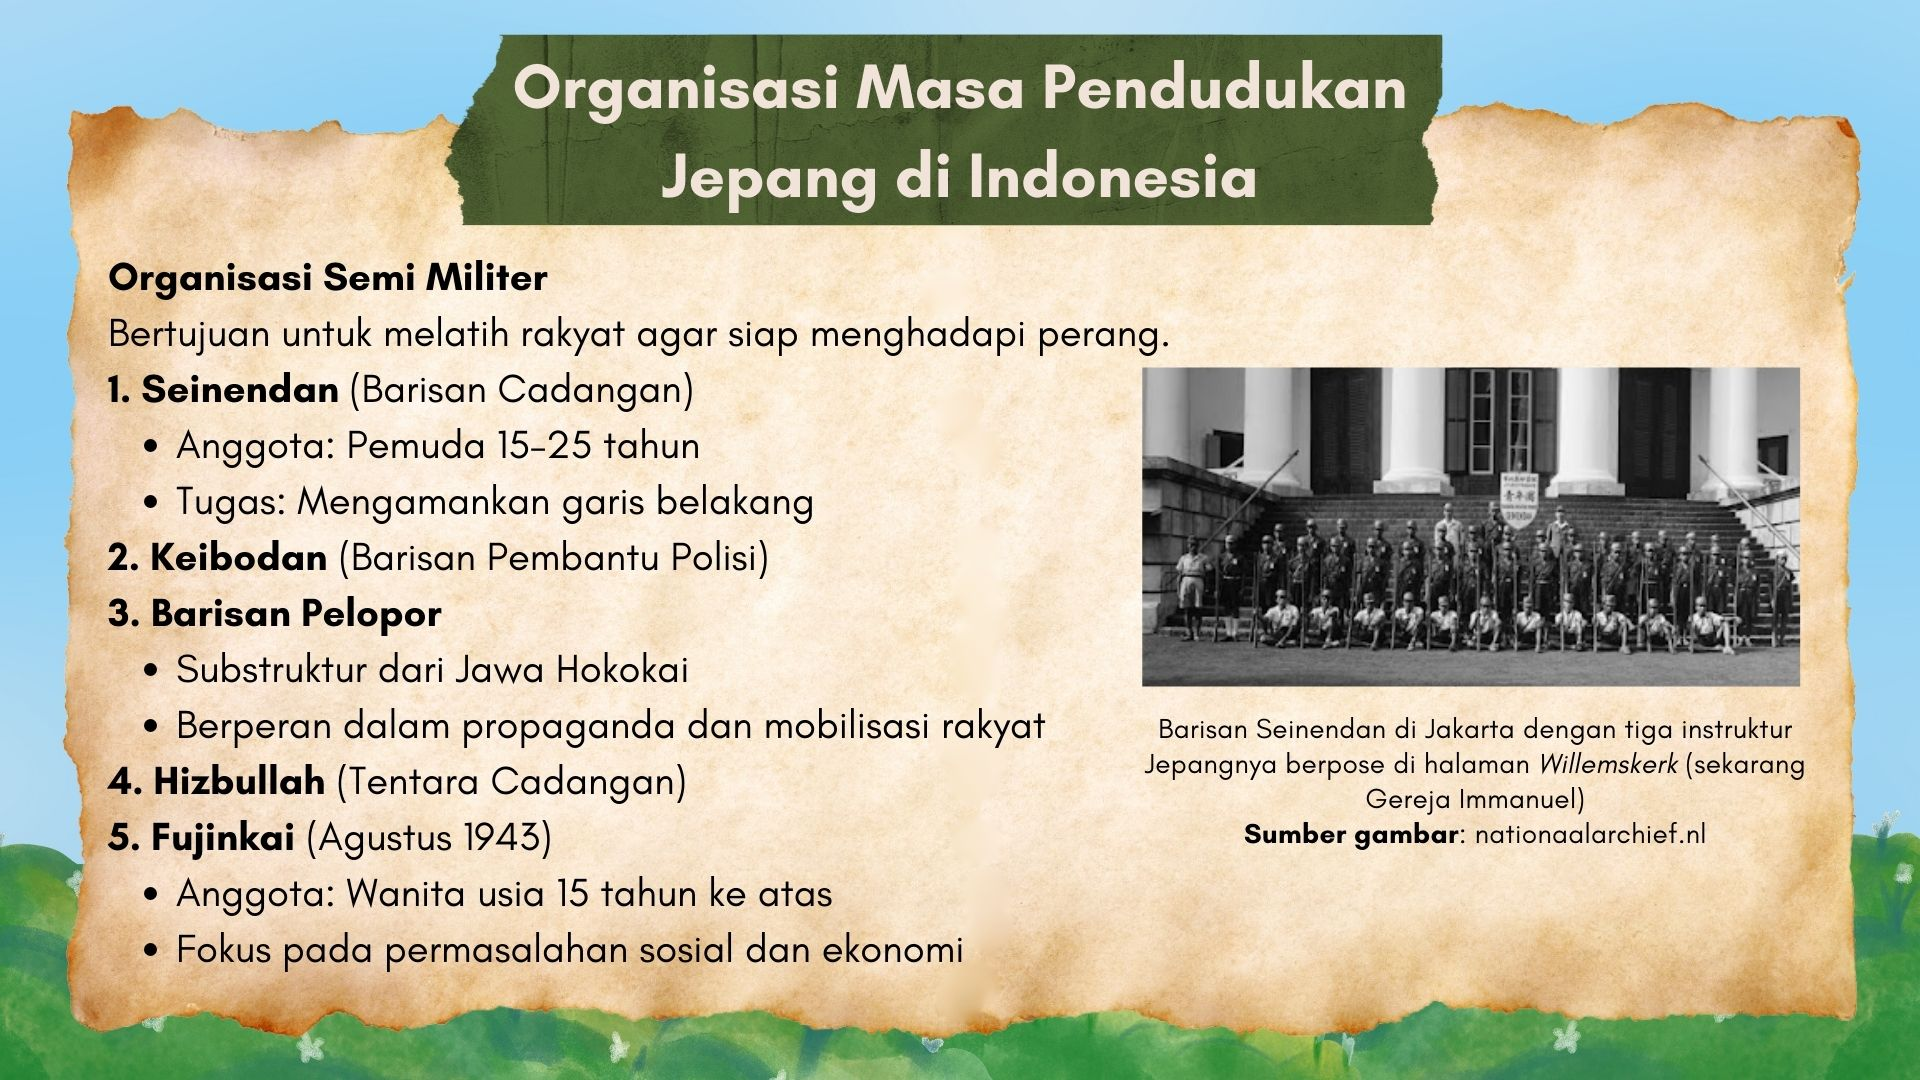 Organisasi Masa Pendudukan
Jepang di Indonesia
Organisasi Semi Militer
Bertujuan untuk melatih rakyat agar siap menghadapi perang.
1. Seinendan (Barisan Cadangan)
• Anggota: Pemuda 15-25 tahun
• Tugas: Mengamankan garis belakang
2. Keibodan (Barisan Pembantu Polisi)
3. Barisan Pelopor
• Substruktur dari Jawa Hokokai
• Berperan dalam propaganda dan mobilisasi rakyat
4. Hizbullah (Tentara Cadangan)
5. Fujinkai (Agustus 1943)
• Anggota: Wanita usia 15 tahun ke atas
• Fokus pada permasalahan sosial dan ekonomi
青年團
SEINENDAN
Barisan Seinendan di Jakarta dengan tiga instruktur
Jepangnya berpose di halaman Willemskerk (sekarang
Gereja Immanuel)
Sumber gambar: nationaalarchief.nl